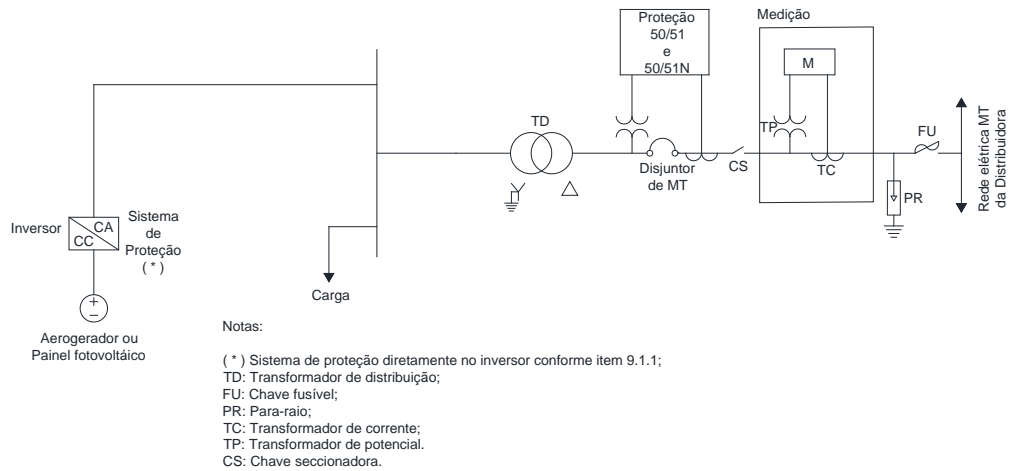 Proteção
50/51
e
50/51N
Medição
M
TD
TP
FU
Disjuntor
de MT
CS
TC
PR
Rede elétrica MT
da Distribuidora
Inversor
CA
CC
Sistema
de
Proteção
( * )
Carga
+
−
Aerogerador ou
Painel fotovoltáico
Notas:
( * ) Sistema de proteção diretamente no inversor conforme item 9.1.1;
TD: Transformador de distribuição;
FU: Chave fusível;
PR: Para-raio;
TC: Transformador de corrente;
TP: Transformador de potencial.
CS: Chave seccionadora.